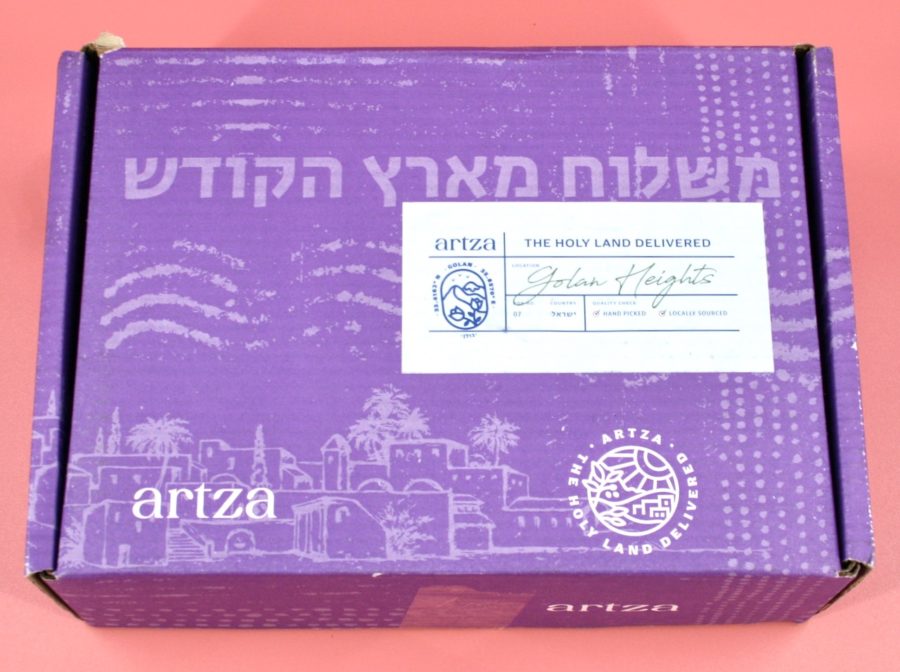 משלוח מארץ הקודש
artza
THE HOLY LAND DELIVERED
LOCATION
Golan Heights
COUNTRY
QUALITY CHECK
07
ישראל
HAND PICKED
LOCALLY SOURCED
GOLAN
artza
· ARTZA · THE HOLY LAND DELIVERED
artza